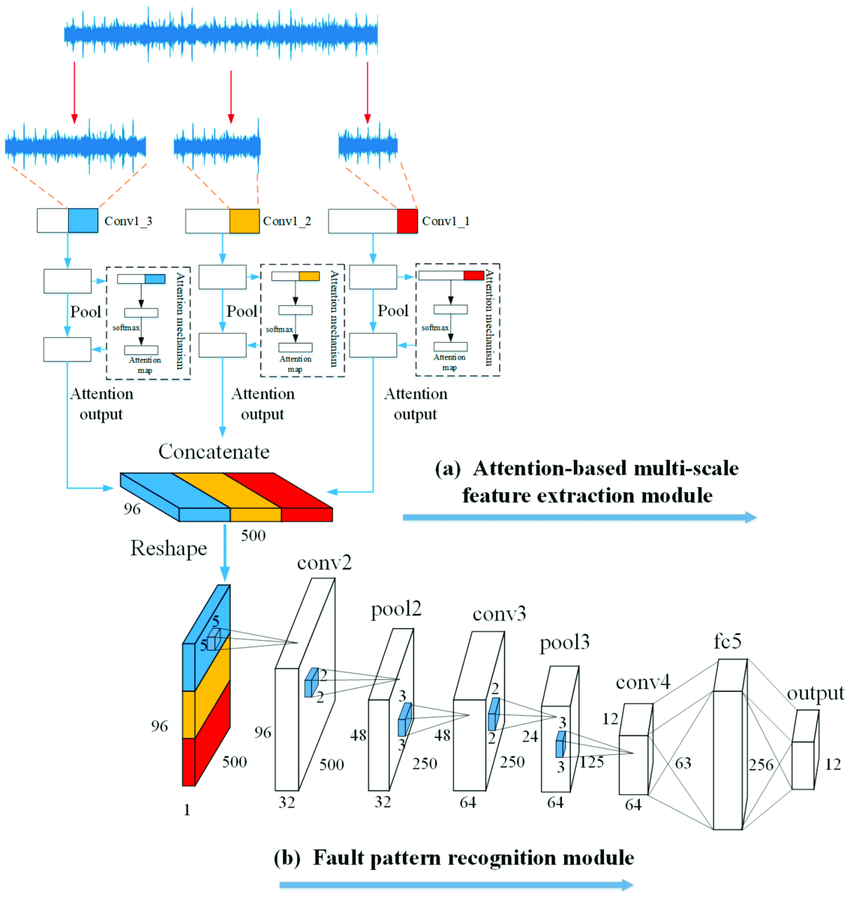 Conv1_3
Conv1_2
Conv1_1
Pool
softmax
Attention
map
Attention mechanism
Pool
softmax
Attention
map
Attention mechanism
Pool
softmax
Attention
map
Attention mechanism
Attention
output
Attention
output
Attention
output
Concatenate
96
500
(a) Attention-based multi-scale
feature extraction module
Reshape
5
5
96
500
1
conv2
2
2
96
500
32
pool2
3
3
48
250
32
conv3
2
2
48
250
64
pool3
3
3
24
125
64
conv4
12
63
64
fc5
256
output
12
(b) Fault pattern recognition module